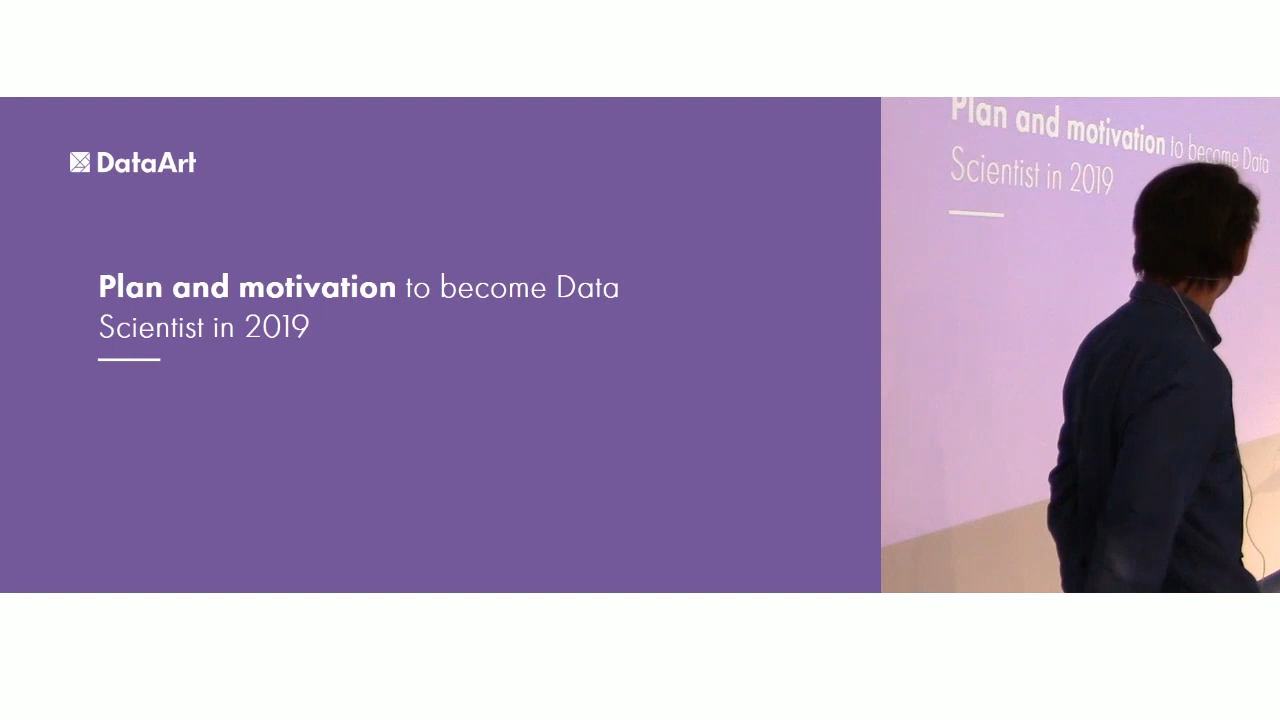 DataArt
Plan and motivation to become Data
Scientist in 2019
Plan and motivation to become Data
Scientist in 2019